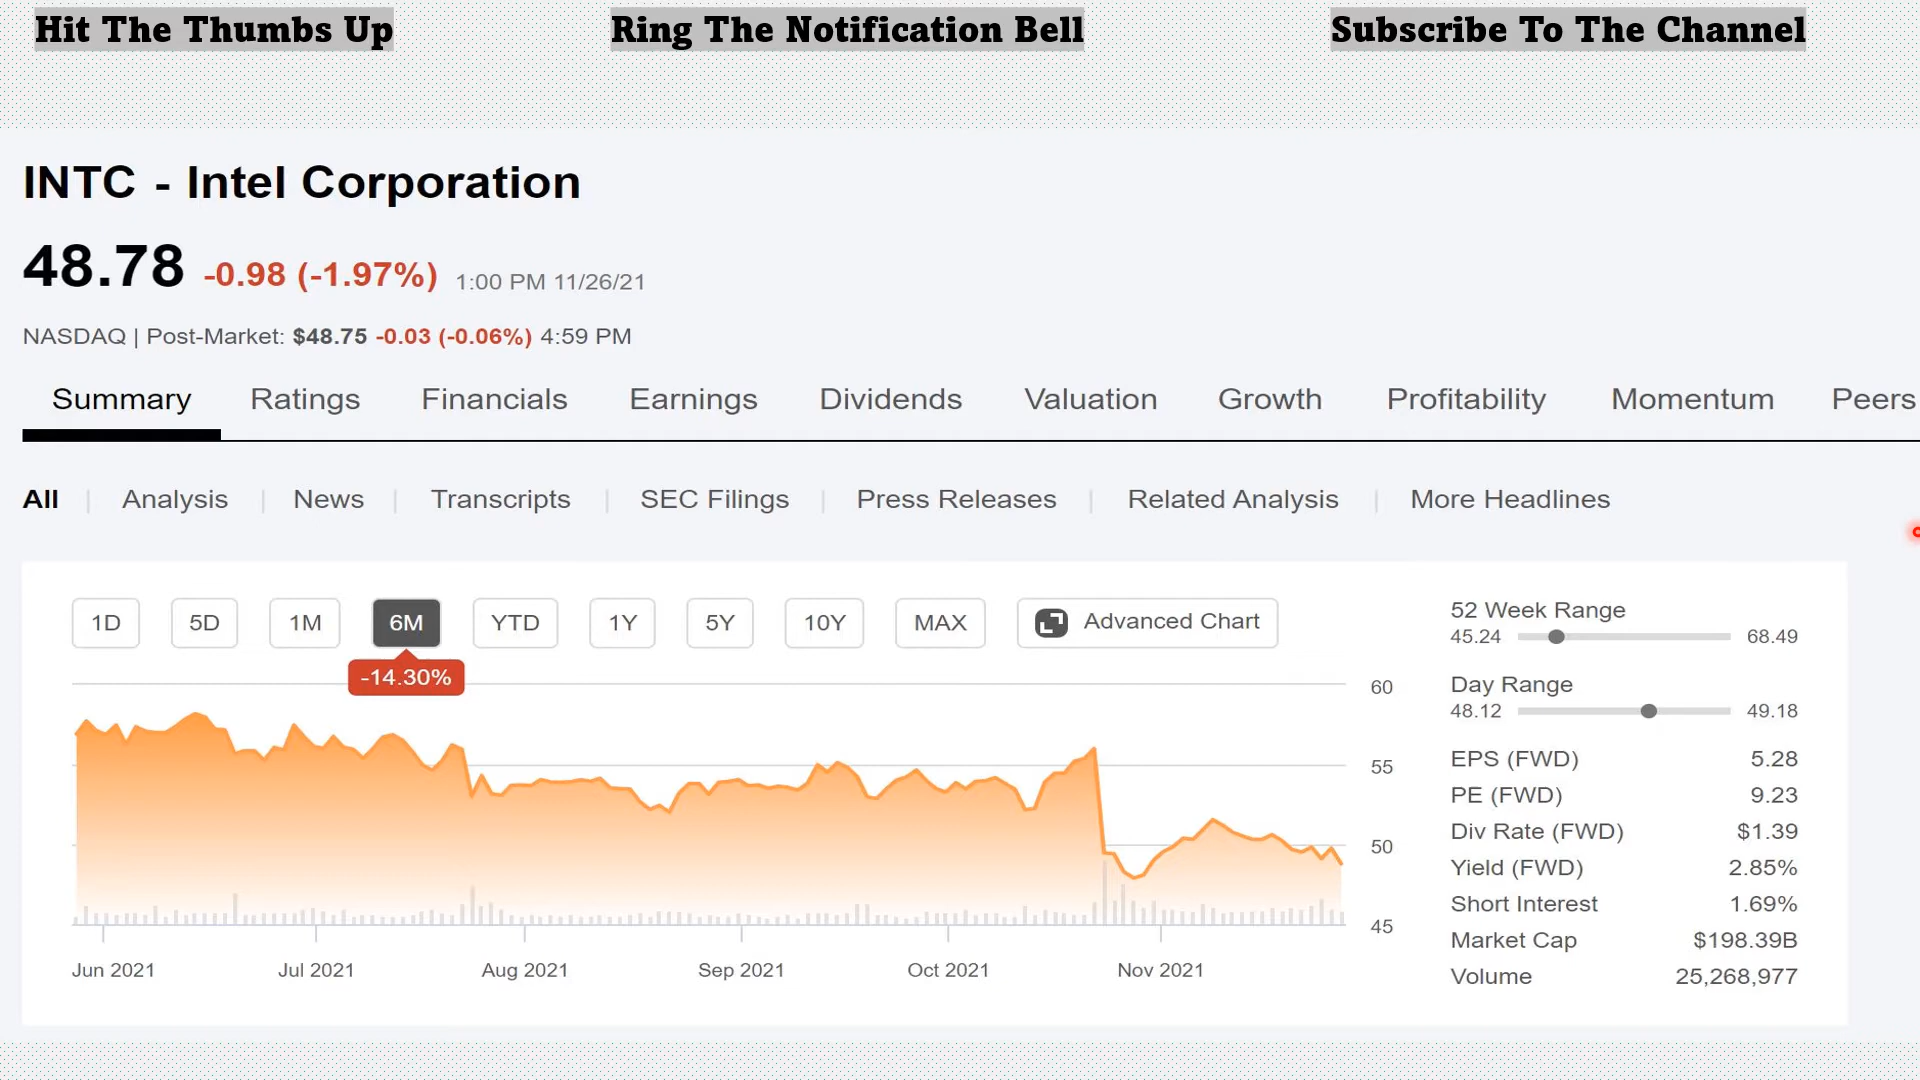 Hit The Thumbs Up Ring The Notification Bell Subscribe To The Channel
INTC - Intel Corporation
48.78 -0.98 (-1.97%) 1:00 PM 11/26/21
NASDAQ | Post-Market: $48.75 -0.03 (-0.06%) 4:59 PM
Summary Ratings Financials Earnings Dividends Valuation Growth Profitability Momentum Peers
All | Analysis | News | Transcripts | SEC Filings | Press Releases | Related Analysis | More Headlines
1D 5D 1M 6M YTD 1Y 5Y 10Y MAX Advanced Chart
-14.30%
60
55
50
45
Jun 2021 Jul 2021 Aug 2021 Sep 2021 Oct 2021 Nov 2021
52 Week Range
45.24 68.49
Day Range
48.12 49.18
EPS (FWD) 5.28
PE (FWD) 9.23
Div Rate (FWD) $1.39
Yield (FWD) 2.85%
Short Interest 1.69%
Market Cap $198.39B
Volume 25,268,977